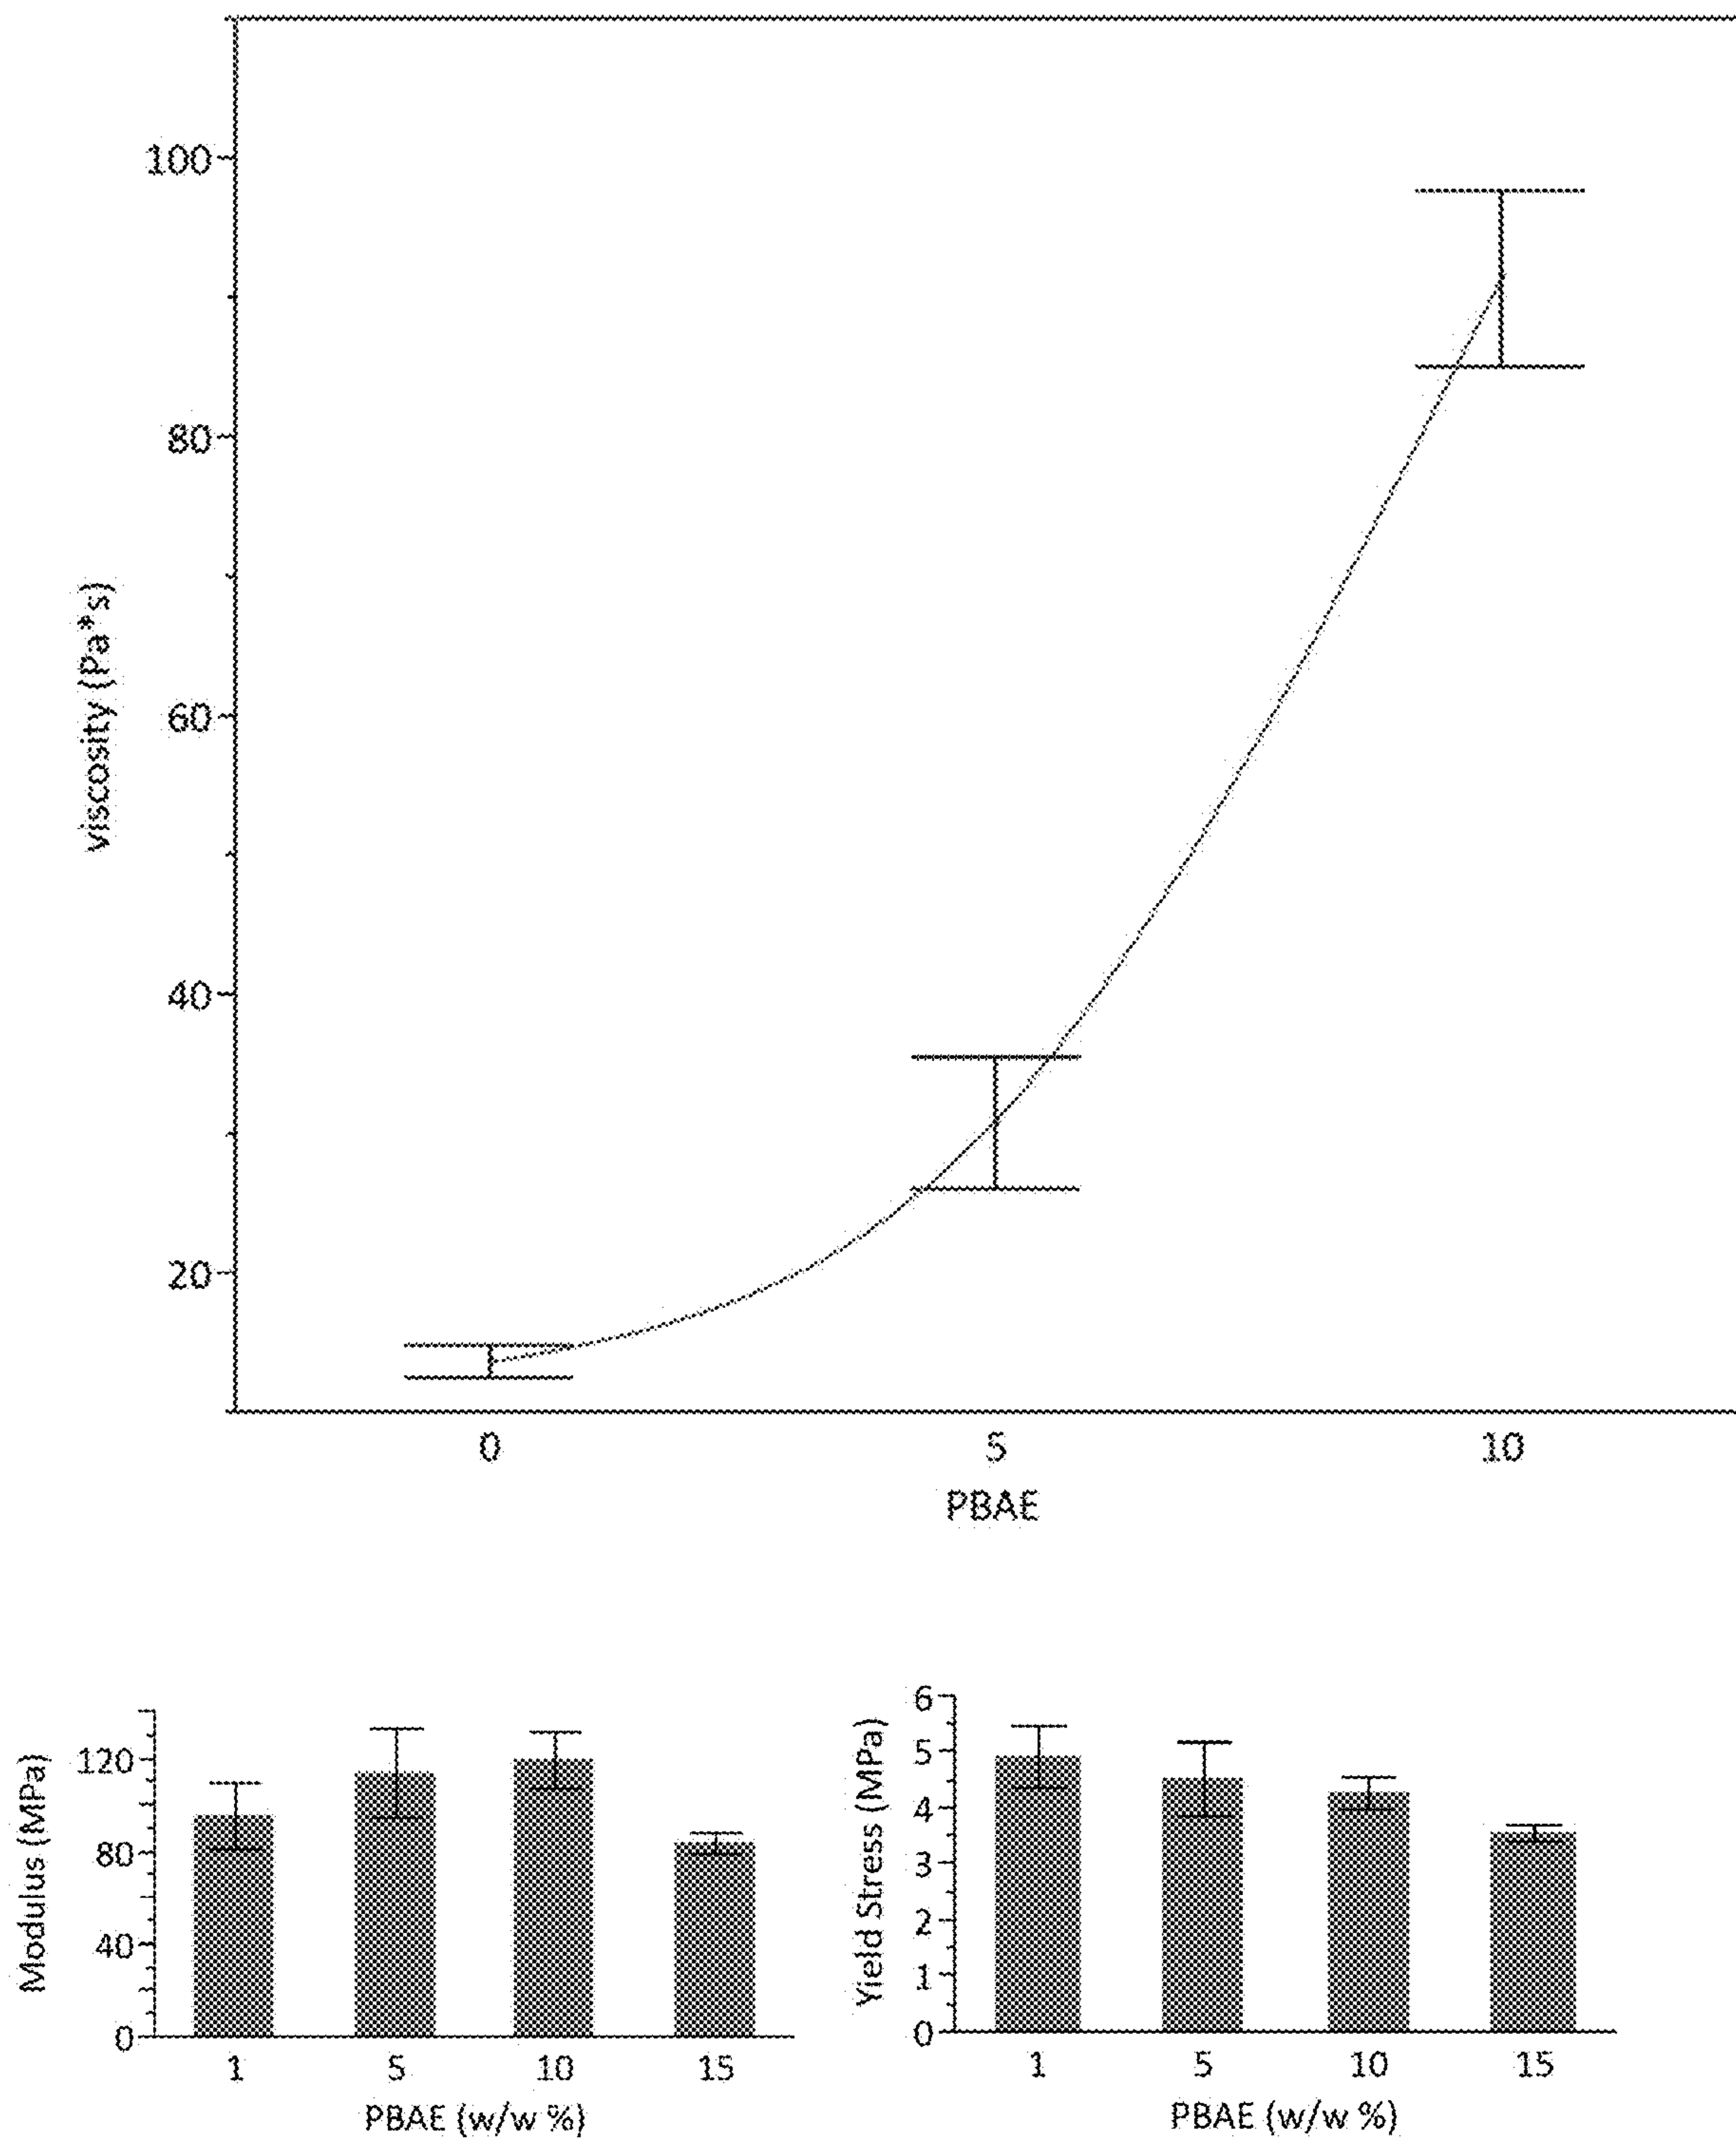 100
80
60
40
20
viscosity (Pa*s)
0 5 10
PBAE
120
80
40
0
Modulus (MPa)
1 5 10 15
PBAE (w/w %)
6
5
4
3
2
1
0
Yield Stress (MPa)
1 5 10 15
PBAE (w/w %)